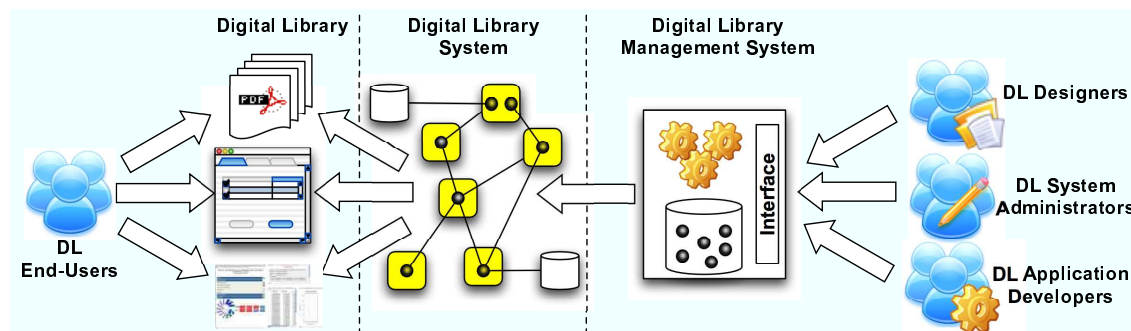 Digital Library
Digital Library
System
Digital Library
Management System
PDF
Interface
DL
End-Users
DL Designers
DL System
Administrators
DL Application
Developers